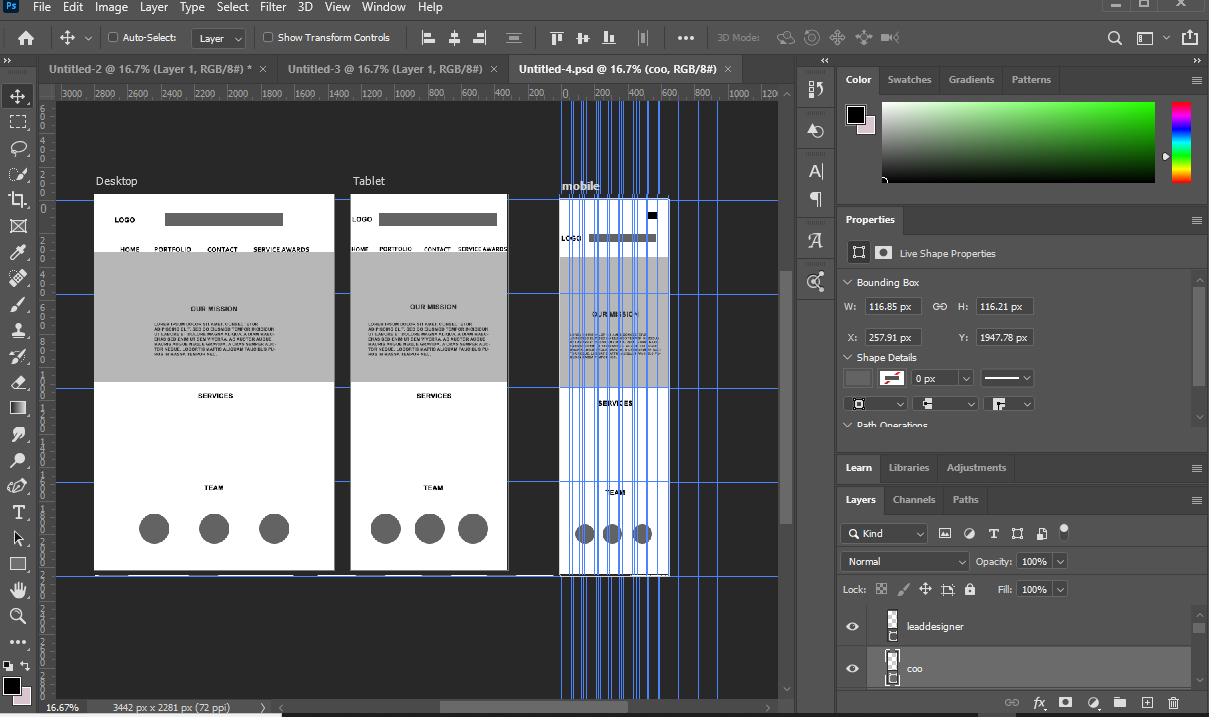 Ps File Edit Image Layer Type Select Filter 3D View Window Help
Auto-Select: Layer Show Transform Controls 3D Mode:
Untitled-2 @ 16.7% (Layer 1, RGB/8#) * × Untitled-3 @ 16.7% (Layer 1, RGB/8#) × Untitled-4.psd @ 16.7% (coo, RGB/8#) ×
3000 2800 2600 2400 2200 2000 1800 1600 1400 1200 1000 800 600 400 200 0 200 400 600 800 1000 1200
Desktop Tablet mobile
LOGO
HOME PORTFOLIO CONTACT SERVICE AWARDS
OUR MISSION
SERVICES
TEAM
LOGO
HOME PORTFOLIO CONTACT SERVICE AWARDS
OUR MISSION
SERVICES
TEAM
LOGO
OUR MISSION
SERVICES
TEAM
16.67% 3442 px x 2281 px (72 ppi)
Color Swatches Gradients Patterns
Properties
Live Shape Properties
Bounding Box
W: 116.85 px H: 116.21 px
X: 257.91 px Y: 1947.78 px
Shape Details
0 px
Path Operations
Learn Libraries Adjustments
Layers Channels Paths
Kind
Normal Opacity: 100%
Lock: Fill: 100%
leaddesigner
coo
fx